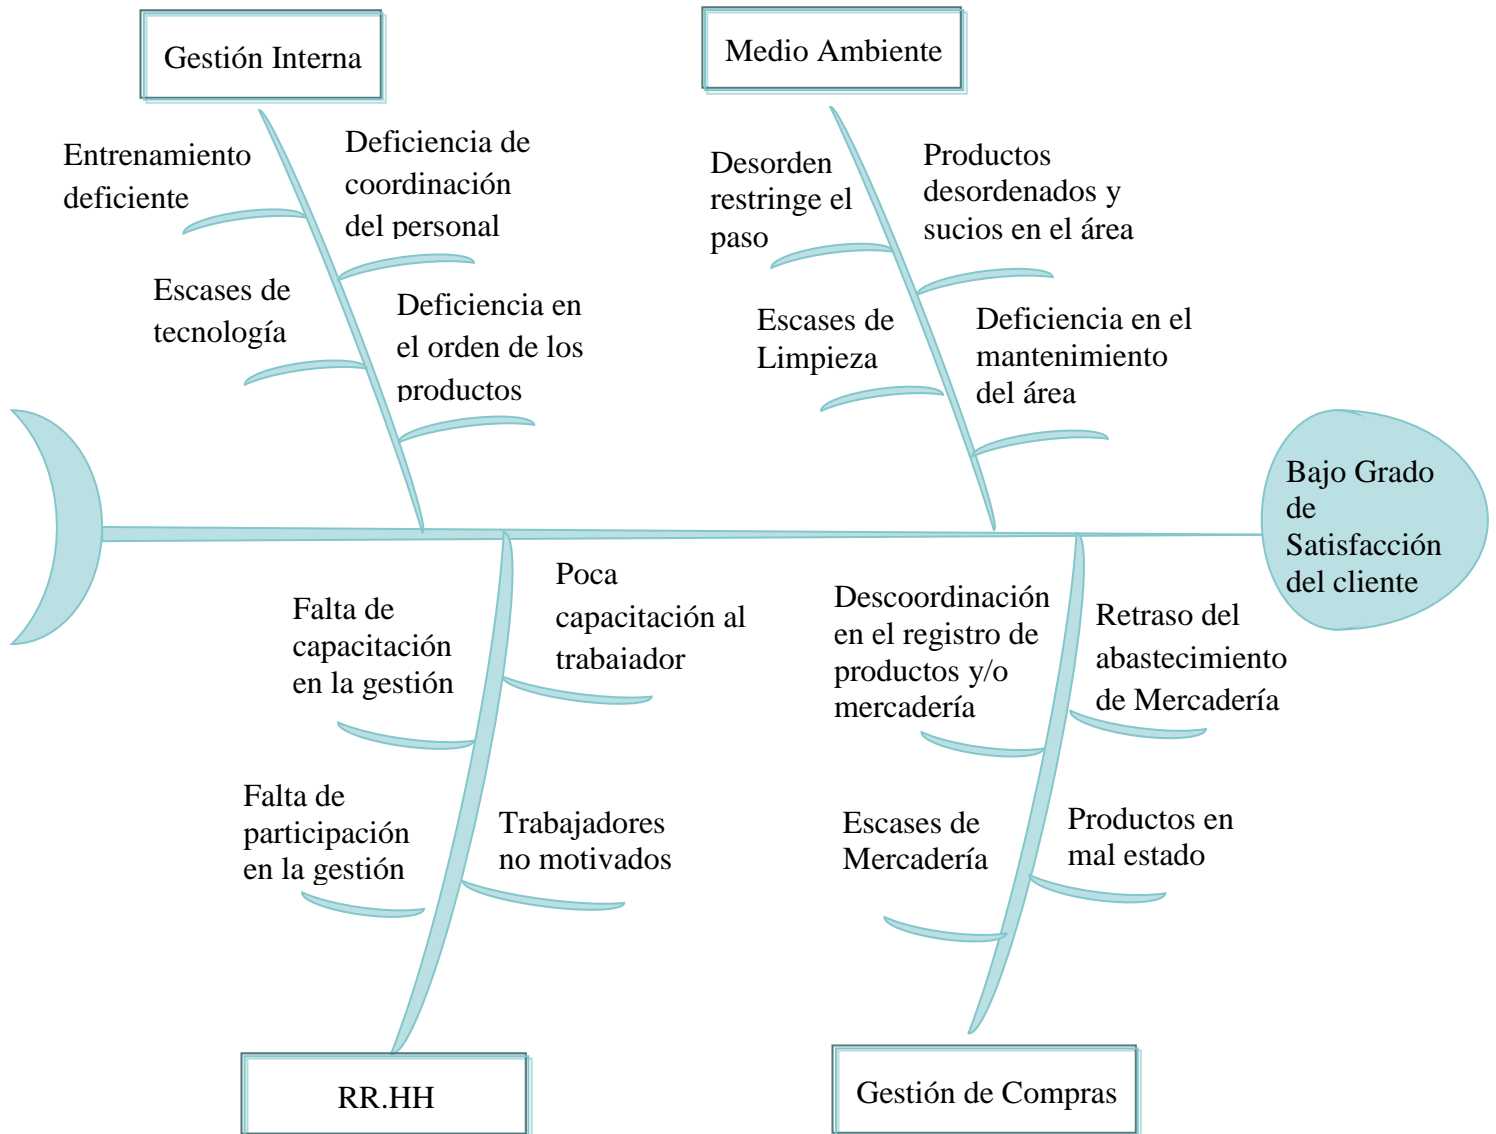 Gestión Interna
Medio Ambiente
Entrenamiento
deficiente
Deficiencia de
coordinación
del personal
Escases de
tecnología
Deficiencia en
el orden de los
productos
Desorden
restringe el
paso
Productos
desordenados y
sucios en el área
Escases de
Limpieza
Deficiencia en el
mantenimiento
del área
Bajo Grado
de
Satisfacción
del cliente
Falta de
capacitación
en la gestión
Poca
capacitación al
trabajador
Falta de
participación
en la gestión
Trabajadores
no motivados
Descoordinación
en el registro de
productos y/o
mercadería
Retraso del
abastecimiento
de Mercadería
Escases de
Mercadería
Productos en
mal estado
RR.HH
Gestión de Compras